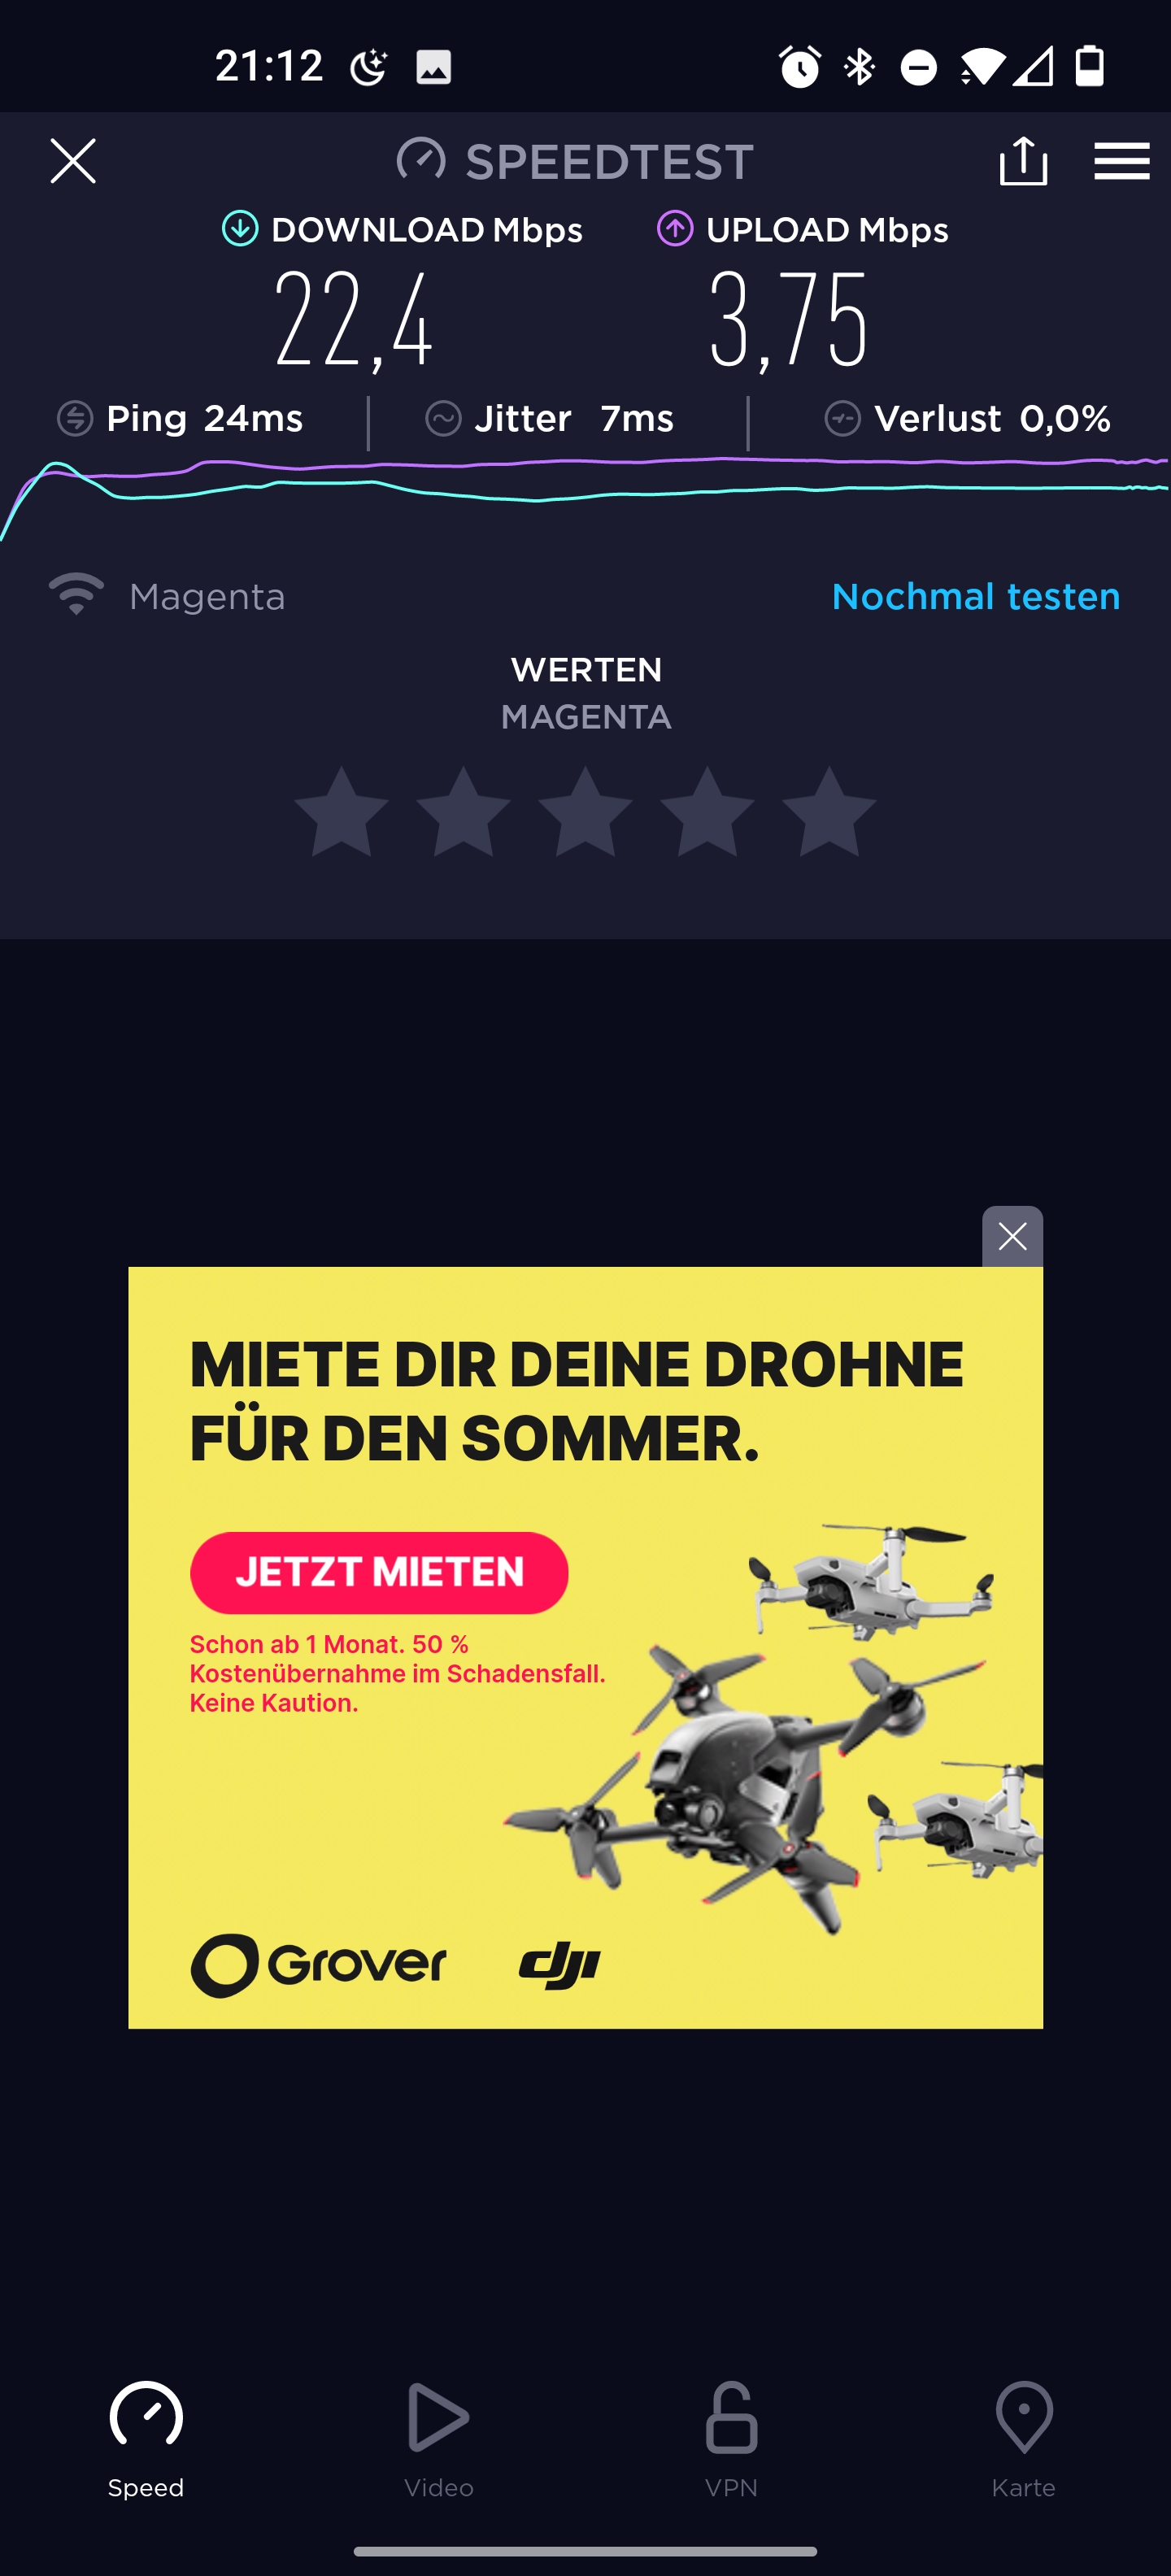 21:12
SPEEDTEST
DOWNLOAD Mbps UPLOAD Mbps
22,4 3,75
Ping 24ms Jitter 7ms Verlust 0,0%
Magenta Nochmal testen
WERTEN
MAGENTA
MIETE DIR DEINE DROHNE
FÜR DEN SOMMER.
JETZT MIETEN
Schon ab 1 Monat. 50 %
Kostenübernahme im Schadensfall.
Keine Kaution.
Grover dji
Speed Video VPN Karte